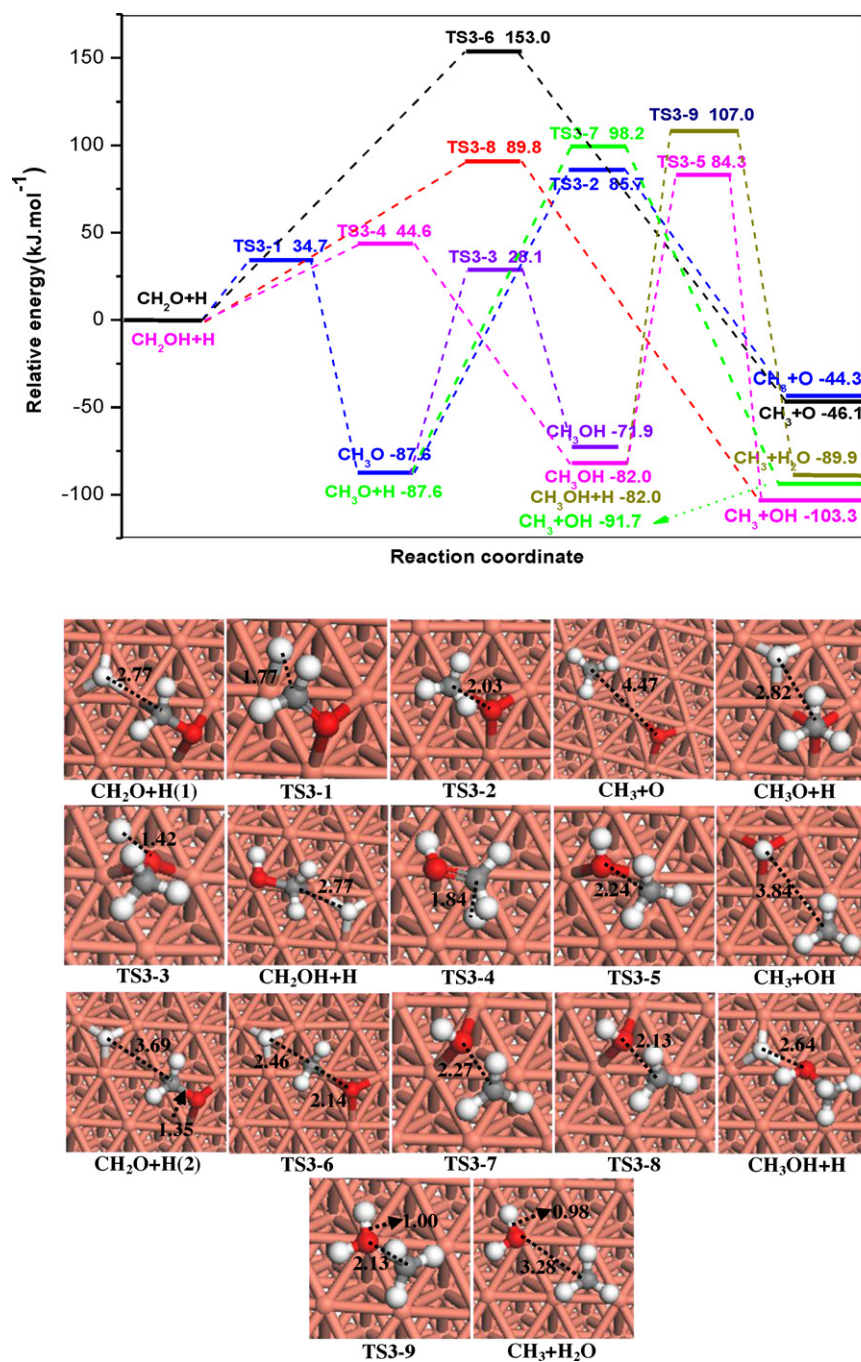 TS3-6 153.0
150
TS3-9 107.0
TS3-7 98.2
100
TS3-8 89.8
TS3-5 84.3
TS3-2 85.7
Relative energy(kJ.mol⁻¹)
50
TS3-4 44.6
TS3-1 34.7
TS3-3 28.1
CH₂O+H
0
CH₂OH+H
CH₃+O -44.3
-50
CH₃+O -46.1
CH₃OH -71.9
CH₃O -87.6
CH₃OH -82.0
CH₃+H₂O -89.9
CH₃O+H -87.6
CH₃OH+H -82.0
-100
CH₃+OH -91.7
CH₃+OH -103.3
Reaction coordinate
2.77
1.77
2.03
4.47
2.82
CH₂O+H(1)
TS3-1
TS3-2
CH₃+O
CH₃O+H
1.42
2.77
1.84
2.24
3.84
TS3-3
CH₂OH+H
TS3-4
TS3-5
CH₃+OH
3.69
1.35
2.46
2.14
2.27
2.13
2.64
CH₂O+H(2)
TS3-6
TS3-7
TS3-8
CH₃OH+H
1.00
2.13
0.98
3.28
TS3-9
CH₃+H₂O